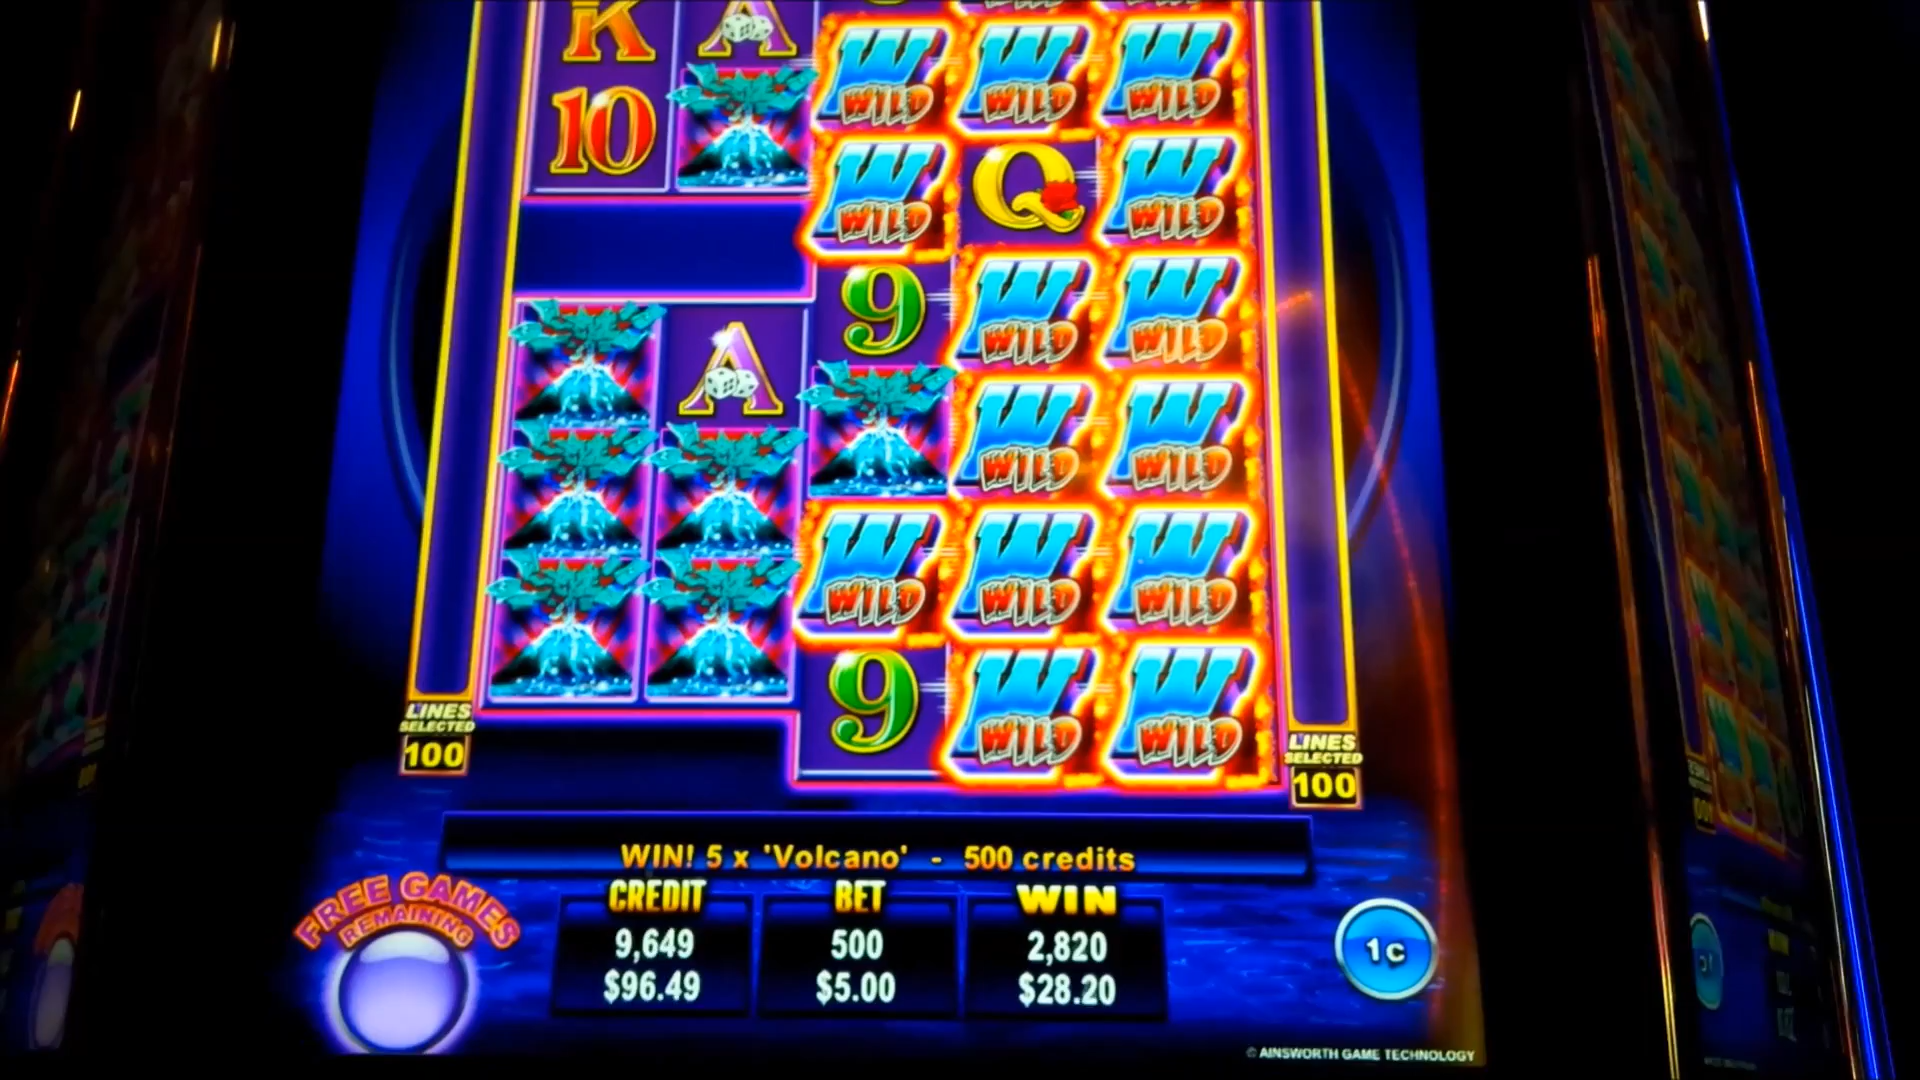 K A
W WILD W WILD W WILD
10 W WILD Q W WILD
9 W WILD W WILD
A W WILD W WILD
W WILD W WILD W WILD
9 W WILD W WILD
LINES
SELECTED
100
LINES
SELECTED
100
WIN! 5 x 'Volcano' - 500 credits
FREE GAMES
REMAINING
CREDIT BET WIN
9,649 500 2,820
$96.49 $5.00 $28.20
1c
© AINSWORTH GAME TECHNOLOGY